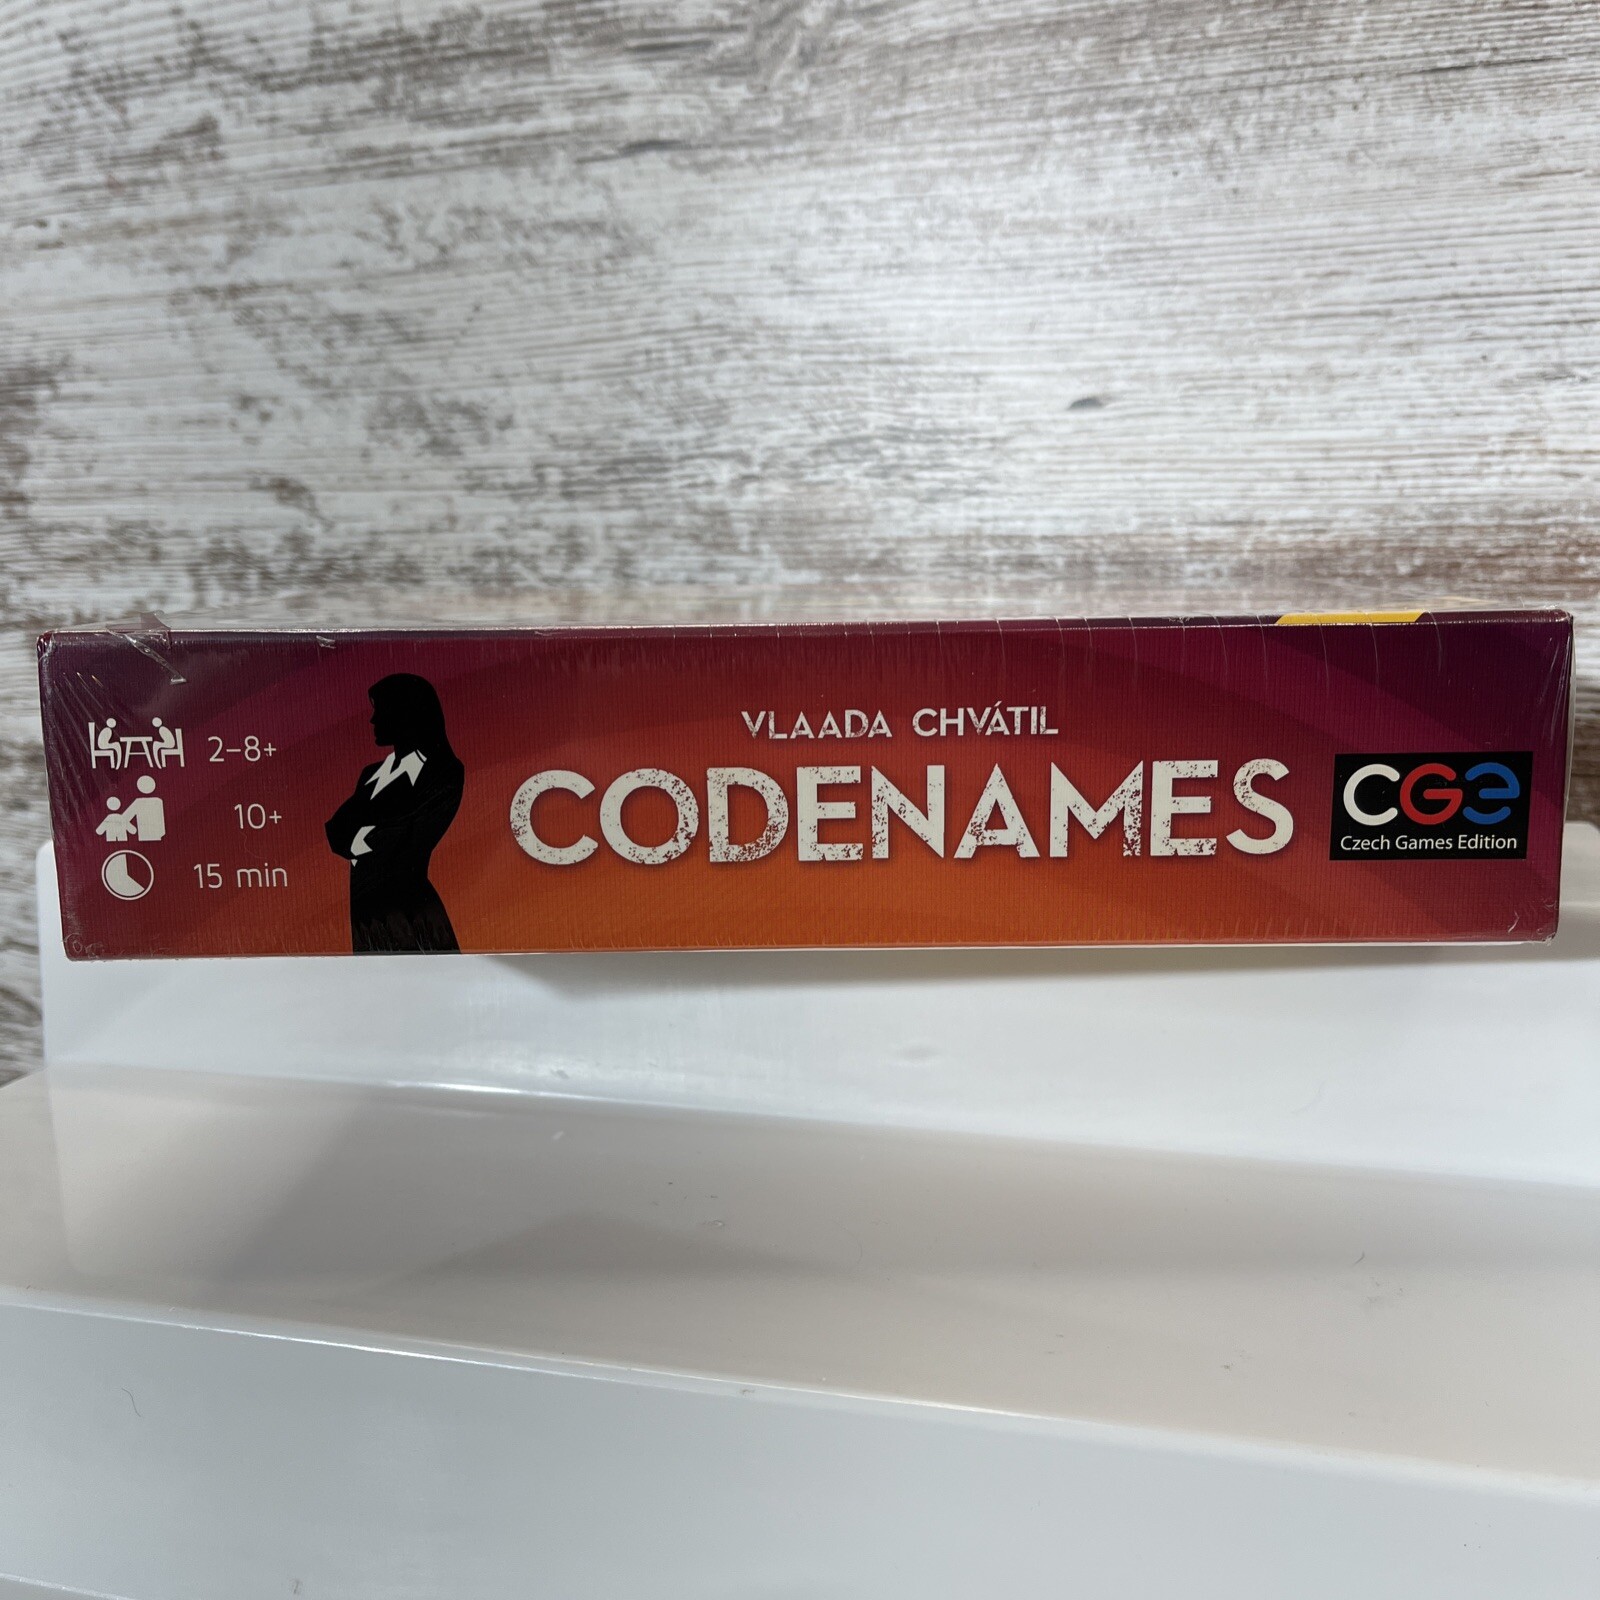 2–8+
10+
15 min
VLAADA CHVÁTIL
CODENAMES
CGE
Czech Games Edition